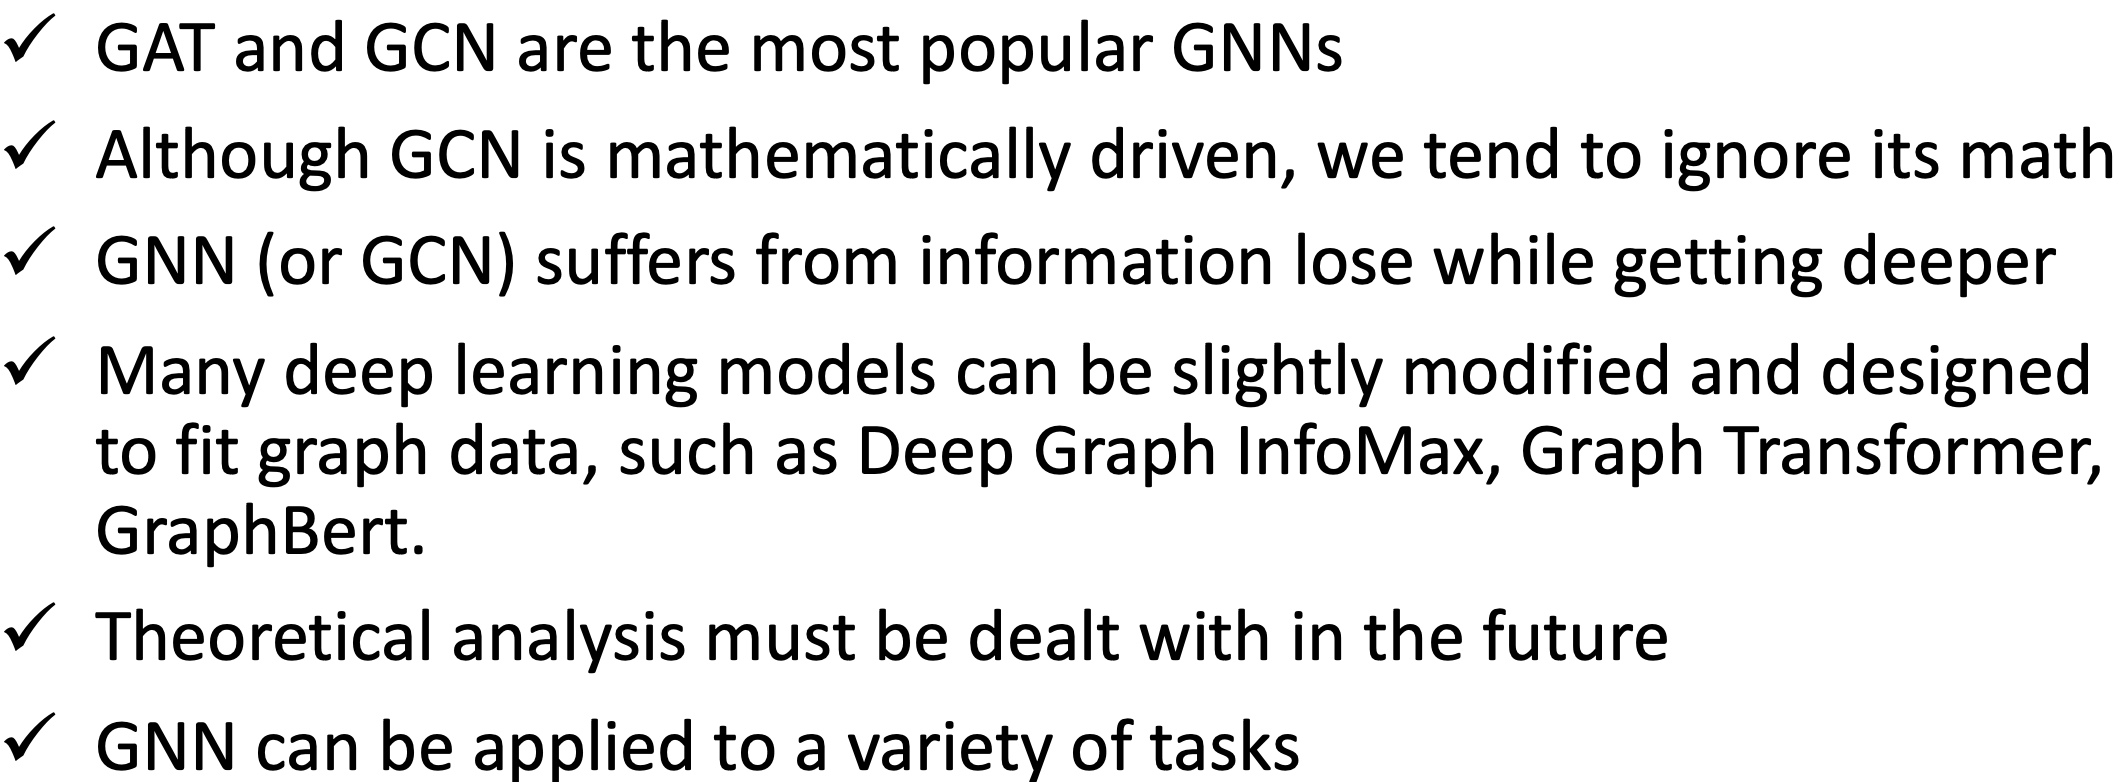 ✓ GAT and GCN are the most popular GNNs
✓ Although GCN is mathematically driven, we tend to ignore its math
✓ GNN (or GCN) suffers from information lose while getting deeper
✓ Many deep learning models can be slightly modified and designed
to fit graph data, such as Deep Graph InfoMax, Graph Transformer,
GraphBert.
✓ Theoretical analysis must be dealt with in the future
✓ GNN can be applied to a variety of tasks